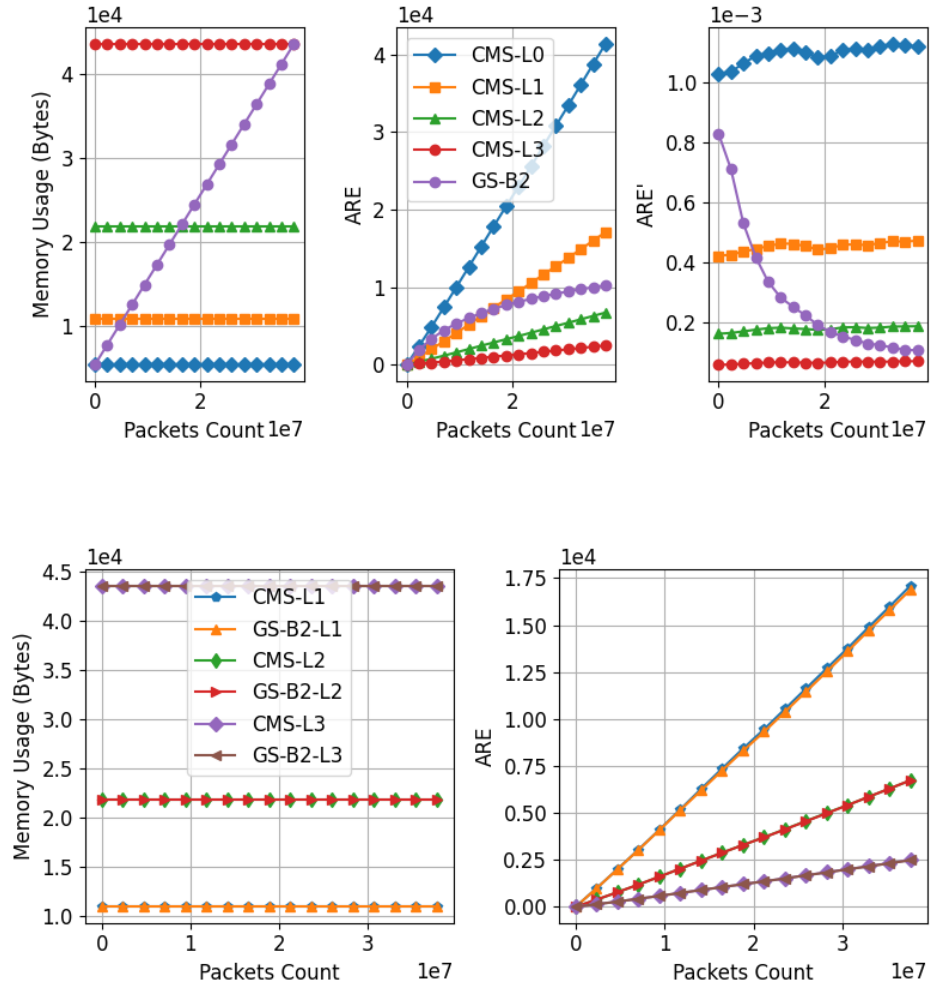 1e4
4
3
2
1
Memory Usage (Bytes)
0
2
Packets Count 1e7
1e4
4
3
2
1
0
ARE
CMS-L0
CMS-L1
CMS-L2
CMS-L3
GS-B2
0
2
Packets Count 1e7
1e−3
1.0
0.8
0.6
0.4
0.2
ARE'
0
2
Packets Count 1e7
1e4
4.5
4.0
3.5
3.0
2.5
2.0
1.5
1.0
Memory Usage (Bytes)
CMS-L1
GS-B2-L1
CMS-L2
GS-B2-L2
CMS-L3
GS-B2-L3
0
1
2
3
Packets Count
1e7
1e4
1.75
1.50
1.25
1.00
0.75
0.50
0.25
0.00
ARE
0
1
2
3
Packets Count
1e7